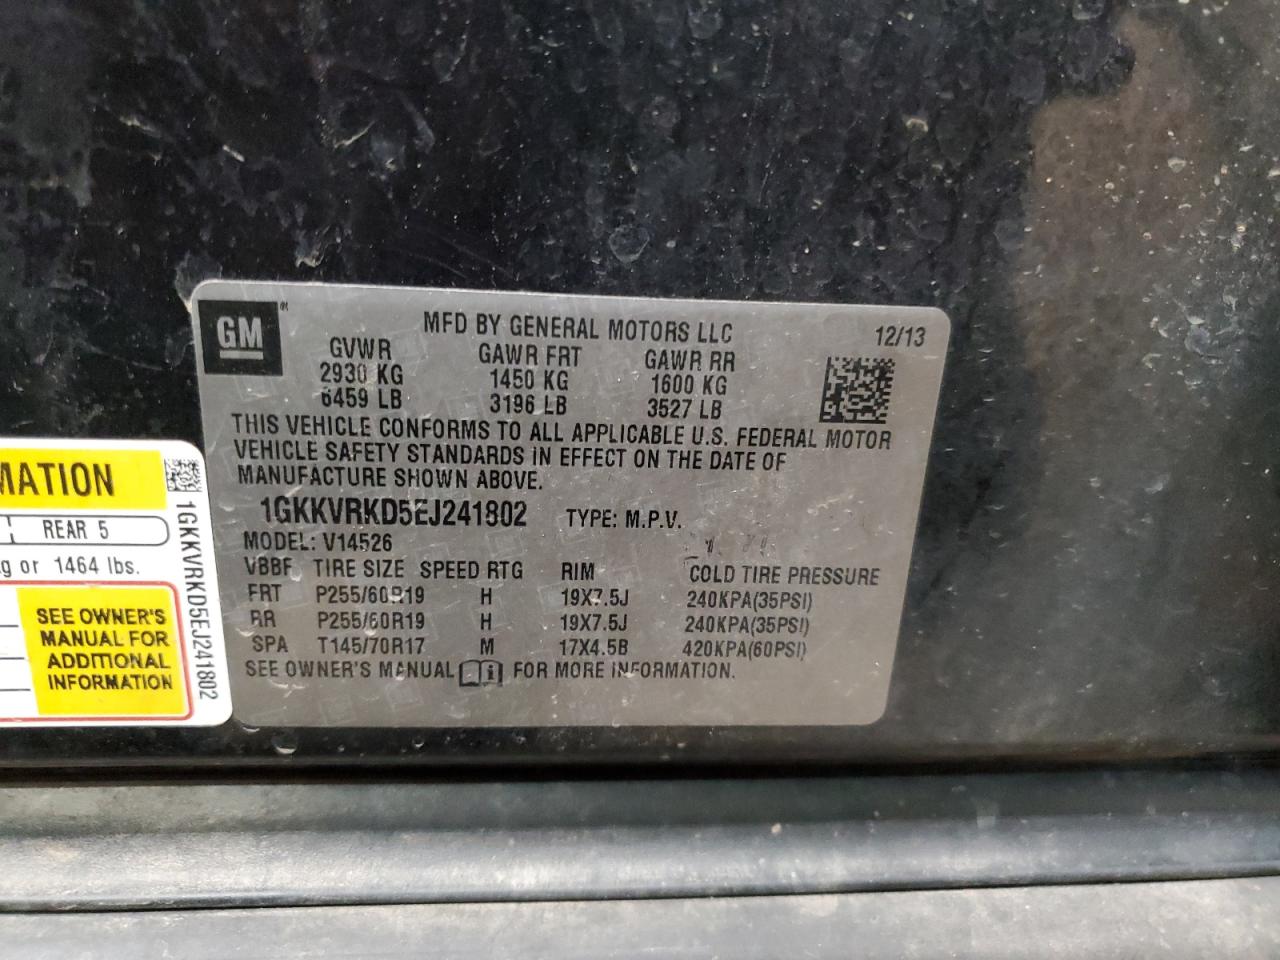 GM
MFD BY GENERAL MOTORS LLC
12/13
GVWR GAWR FRT GAWR RR
2930 KG 1450 KG 1600 KG
6459 LB 3196 LB 3527 LB
THIS VEHICLE CONFORMS TO ALL APPLICABLE U.S. FEDERAL MOTOR
VEHICLE SAFETY STANDARDS IN EFFECT ON THE DATE OF
MANUFACTURE SHOWN ABOVE.
1GKKVRKD5EJ241802 TYPE: M.P.V.
MODEL: V14526
VBBF TIRE SIZE SPEED RTG RIM COLD TIRE PRESSURE
FRT P255/60R19 H 19X7.5J 240KPA(35PSI)
RR P255/60R19 H 19X7.5J 240KPA(35PSI)
SPA T145/70R17 M 17X4.5B 420KPA(60PSI)
SEE OWNER'S MANUAL FOR MORE INFORMATION.
MATION
REAR 5
g or 1464 lbs.
SEE OWNER'S
MANUAL FOR
ADDITIONAL
INFORMATION
1GKKVRKD5EJ241802